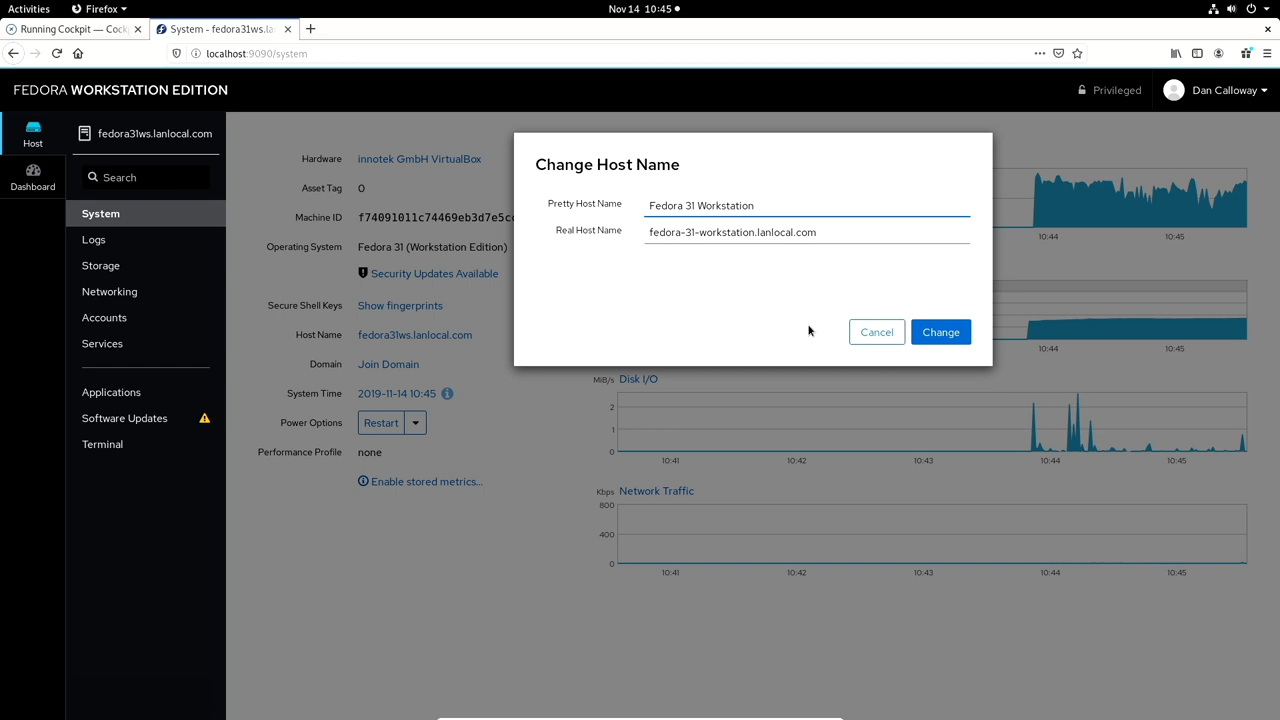 Activities
Firefox
Nov 14 10:45
Running Cockpit — Cock
System - fedora31ws.la
localhost:9090/system
FEDORA WORKSTATION EDITION
Privileged
Dan Calloway
Host
Dashboard
fedora31ws.lanlocal.com
Search
System
Logs
Storage
Networking
Accounts
Services
Applications
Software Updates
Terminal
Hardware
innotek GmbH VirtualBox
Asset Tag
0
Machine ID
f74091011c74469eb3d7e5cc
Operating System
Fedora 31 (Workstation Edition)
Security Updates Available
Secure Shell Keys
Show fingerprints
Host Name
fedora31ws.lanlocal.com
Domain
Join Domain
System Time
2019-11-14 10:45
Power Options
Restart
Performance Profile
none
Enable stored metrics...
Change Host Name
Pretty Host Name
Fedora 31 Workstation
Real Host Name
fedora-31-workstation.lanlocal.com
Cancel
Change
10:44
10:45
10:44
10:45
MiB/s
Disk I/O
2
1
0
10:41
10:42
10:43
10:44
10:45
Kbps
Network Traffic
800
400
0
10:41
10:42
10:43
10:44
10:45